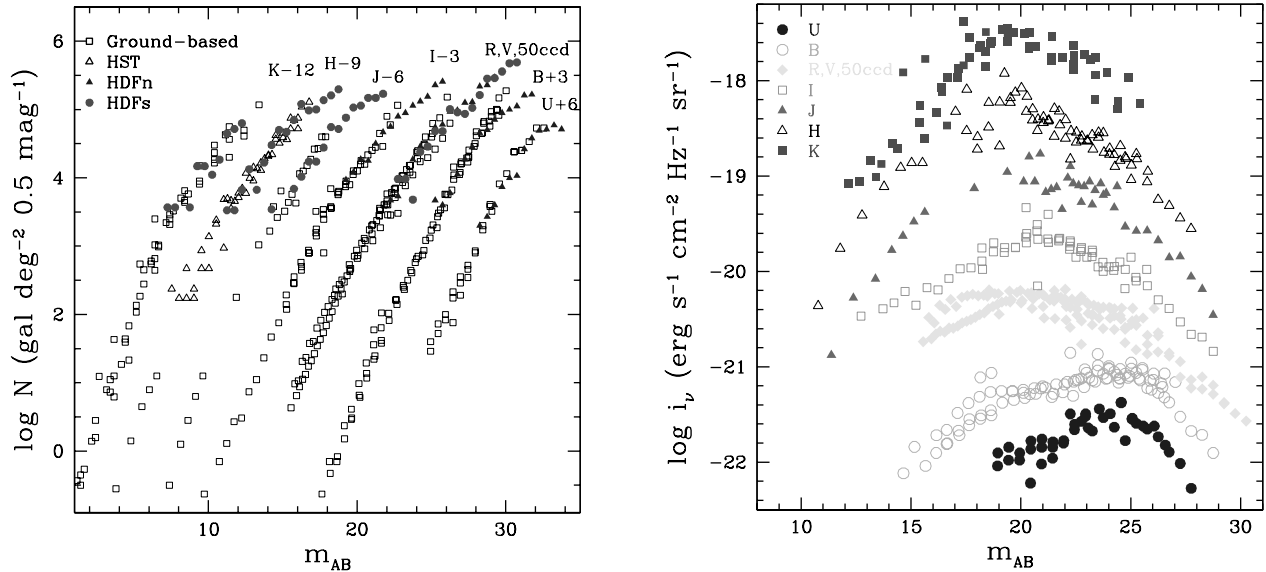 6
4
2
0
10
20
30
log N (gal deg⁻² 0.5 mag⁻¹)
m_AB
Ground-based
HST
HDFn
HDFs
K-12
H-9
J-6
I-3
R,V,50ccd
B+3
U+6
-18
-19
-20
-21
-22
10
15
20
25
30
log i_ν (erg s⁻¹ cm⁻² Hz⁻¹ sr⁻¹)
m_AB
U
B
R,V,50ccd
I
J
H
K